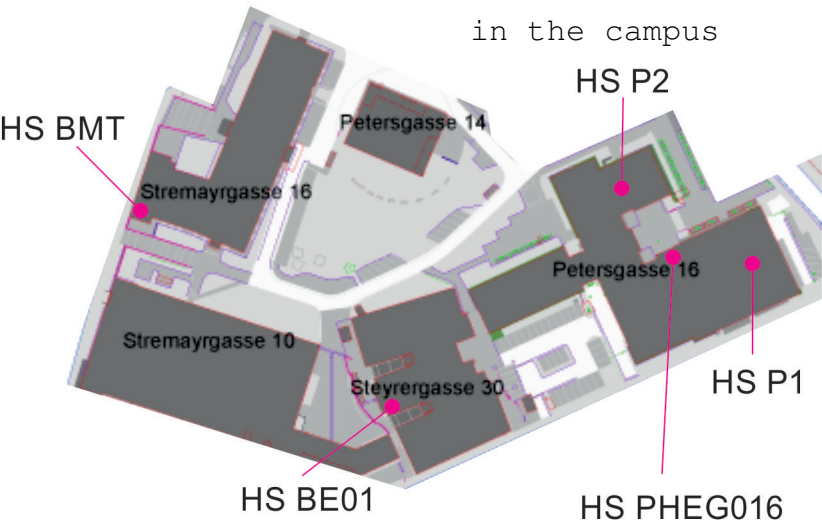 in the campus
HS P2
HS BMT
Petersgasse 14
Stremayrgasse 16
Petersgasse 16
Stremayrgasse 10
HS P1
Steyrergasse 30
HS BE01
HS PHEG016